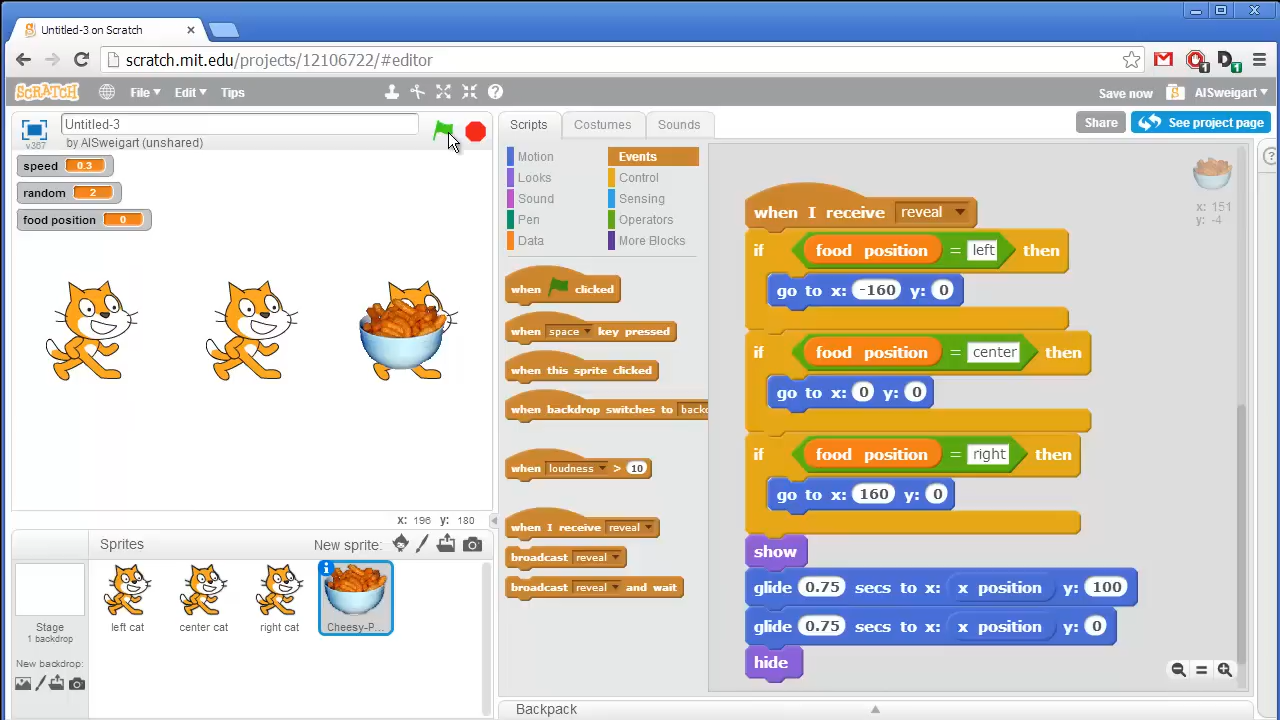 Untitled-3 on Scratch
scratch.mit.edu/projects/12106722/#editor
1
1
SCRATCH
File
Edit
Tips
Save now
AlSweigart
Untitled-3
by AlSweigart (unshared)
v387
Scripts
Costumes
Sounds
Share
See project page
speed 0.3
random 2
food position 0
Motion
Events
Looks
Control
Sound
Sensing
Pen
Operators
Data
More Blocks
when clicked
when space key pressed
when this sprite clicked
when backdrop switches to backd
when loudness > 10
when I receive reveal
broadcast reveal
broadcast reveal and wait
x: 151
y: -4
when I receive reveal
if food position = left then
go to x: -160 y: 0
if food position = center then
go to x: 0 y: 0
if food position = right then
go to x: 160 y: 0
show
glide 0.75 secs to x: x position y: 100
glide 0.75 secs to x: x position y: 0
hide
x: 196 y: 180
Sprites
New sprite:
Stage
1 backdrop
New backdrop:
left cat
center cat
right cat
Cheesy-P...
Backpack